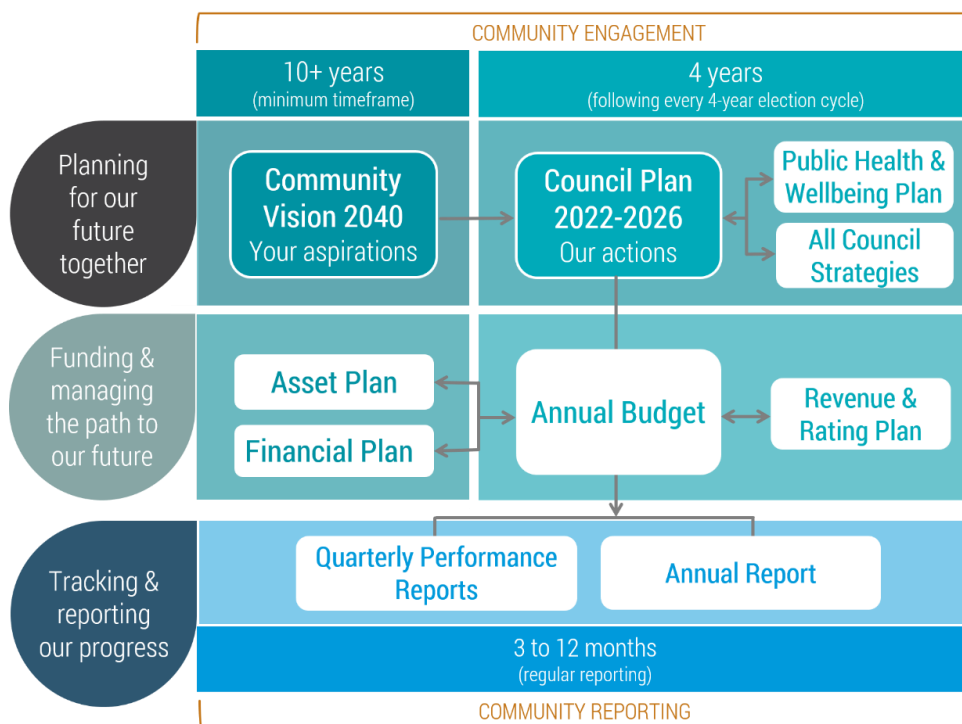 COMMUNITY ENGAGEMENT
10+ years
(minimum timeframe)
4 years
(following every 4-year election cycle)
Planning
for our
future
together
Community
Vision 2040
Your aspirations
Council Plan
2022-2026
Our actions
Public Health &
Wellbeing Plan
All Council
Strategies
Funding &
managing
the path to
our future
Asset Plan
Financial Plan
Annual Budget
Revenue &
Rating Plan
Tracking &
reporting
our progress
Quarterly Performance
Reports
Annual Report
3 to 12 months
(regular reporting)
COMMUNITY REPORTING